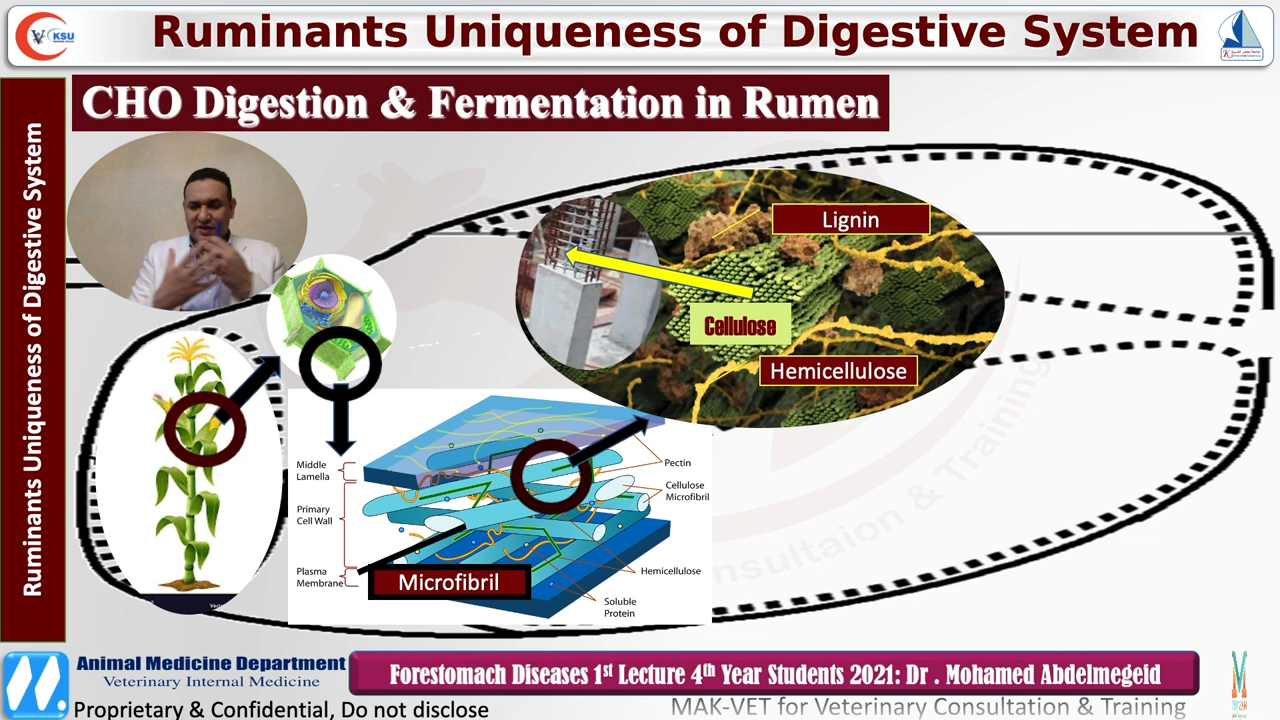 KSU
Ruminants Uniqueness of Digestive System
Ruminants Uniqueness of Digestive System
CHO Digestion & Fermentation in Rumen
Lignin
Cellulose
Hemicellulose
Middle
Lamella
Primary
Cell Wall
Plasma
Membrane
Pectin
Cellulose
Microfibril
Hemicellulose
Soluble
Protein
Microfibril
Consultaion & Training
Animal Medicine Department
Veterinary Internal Medicine
Forestomach Diseases 1st Lecture 4th Year Students 2021: Dr . Mohamed Abdelmegeid
Proprietary & Confidential, Do not disclose
MAK-VET for Veterinary Consultation & Training